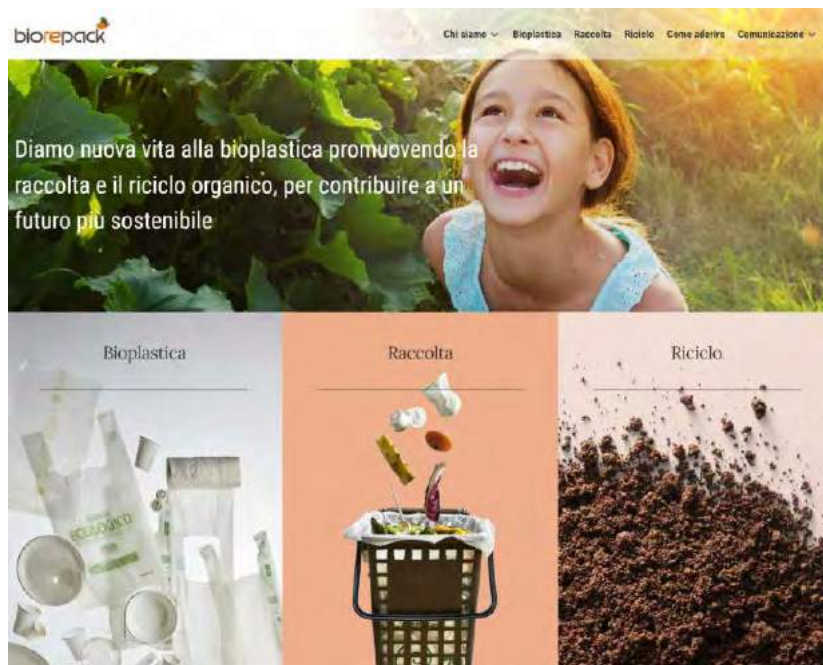 biorepack
Chi siamo Bioplastica Raccolta Riciclo Come aderire Comunicazione
Diamo nuova vita alla bioplastica promuovendo la
raccolta e il riciclo organico, per contribuire a un
futuro più sostenibile
Bioplastica
Raccolta
Riciclo
ECOLOGICO